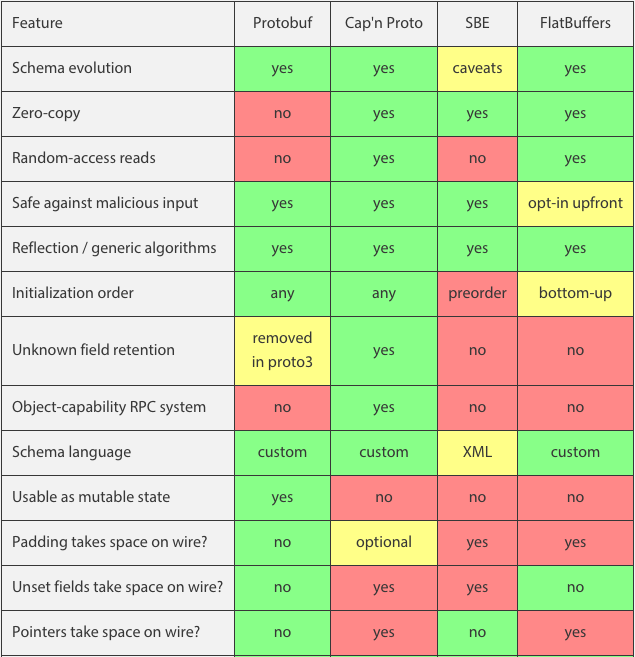 Feature Protobuf Cap'n Proto SBE FlatBuffers
Schema evolution yes yes caveats yes
Zero-copy no yes yes yes
Random-access reads no yes no yes
Safe against malicious input yes yes yes opt-in upfront
Reflection / generic algorithms yes yes yes yes
Initialization order any any preorder bottom-up
Unknown field retention removed in proto3 yes no no
Object-capability RPC system no yes no no
Schema language custom custom XML custom
Usable as mutable state yes no no no
Padding takes space on wire? no optional yes yes
Unset fields take space on wire? no yes yes no
Pointers take space on wire? no yes no yes